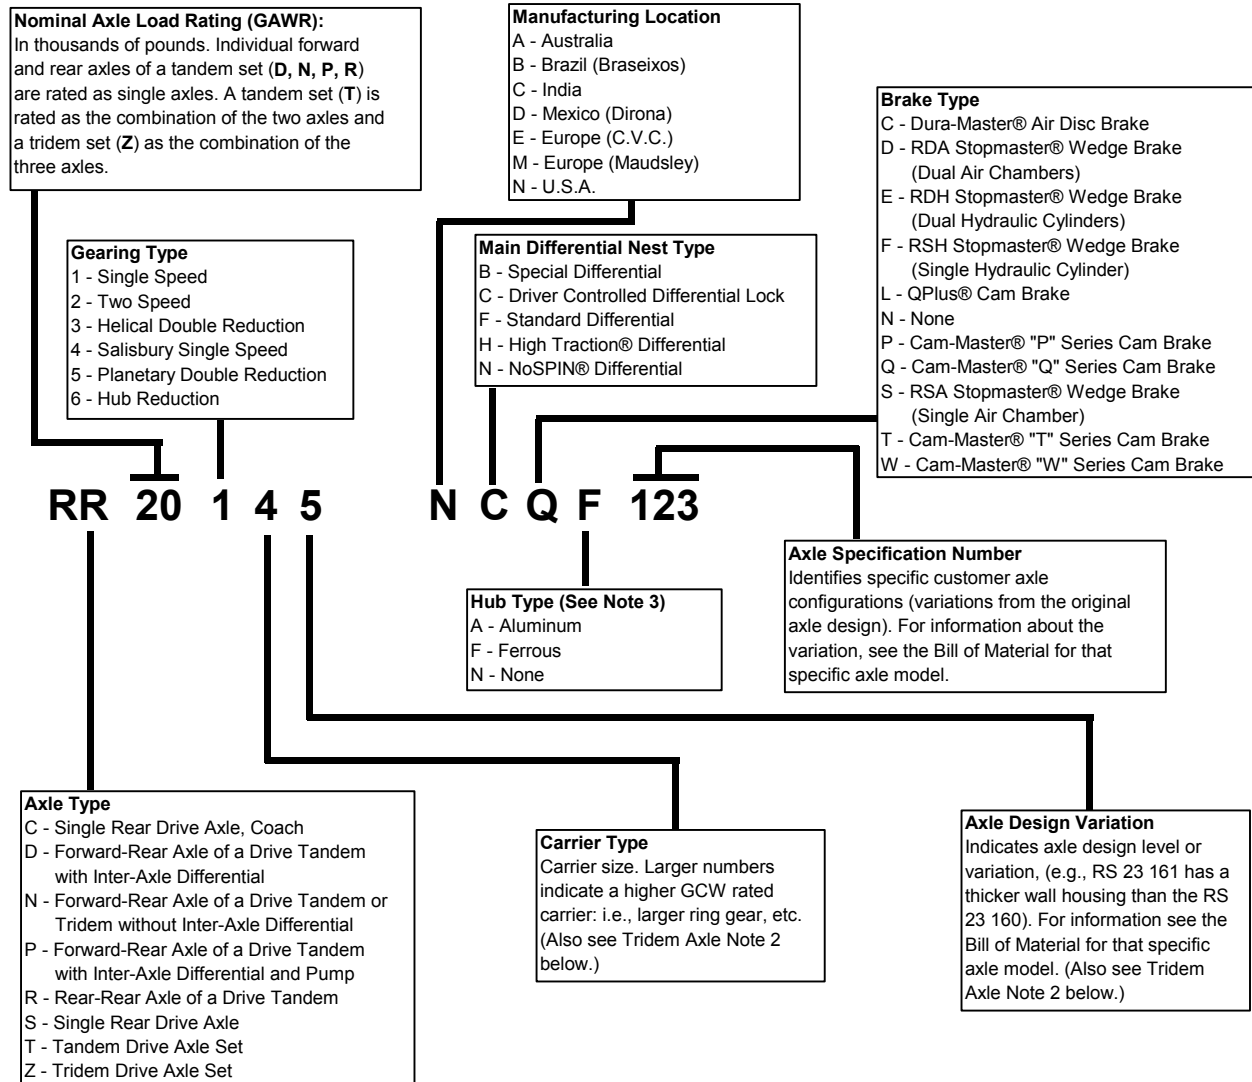 Nominal Axle Load Rating (GAWR):
In thousands of pounds. Individual forward
and rear axles of a tandem set (D, N, P, R)
are rated as single axles. A tandem set (T) is
rated as the combination of the two axles and
a tridem set (Z) as the combination of the
three axles.
Manufacturing Location
A - Australia
B - Brazil (Braseixos)
C - India
D - Mexico (Dirona)
E - Europe (C.V.C.)
M - Europe (Maudsley)
N - U.S.A.
Brake Type
C - Dura-Master® Air Disc Brake
D - RDA Stopmaster® Wedge Brake
(Dual Air Chambers)
E - RDH Stopmaster® Wedge Brake
(Dual Hydraulic Cylinders)
F - RSH Stopmaster® Wedge Brake
(Single Hydraulic Cylinder)
L - QPlus® Cam Brake
N - None
P - Cam-Master® "P" Series Cam Brake
Q - Cam-Master® "Q" Series Cam Brake
S - RSA Stopmaster® Wedge Brake
(Single Air Chamber)
T - Cam-Master® "T" Series Cam Brake
W - Cam-Master® "W" Series Cam Brake
Gearing Type
1 - Single Speed
2 - Two Speed
3 - Helical Double Reduction
4 - Salisbury Single Speed
5 - Planetary Double Reduction
6 - Hub Reduction
Main Differential Nest Type
B - Special Differential
C - Driver Controlled Differential Lock
F - Standard Differential
H - High Traction® Differential
N - NoSPIN® Differential
RR 20 1 4 5 N C Q F 123
Hub Type (See Note 3)
A - Aluminum
F - Ferrous
N - None
Axle Specification Number
Identifies specific customer axle
configurations (variations from the original
axle design). For information about the
variation, see the Bill of Material for that
specific axle model.
Axle Type
C - Single Rear Drive Axle, Coach
D - Forward-Rear Axle of a Drive Tandem
with Inter-Axle Differential
N - Forward-Rear Axle of a Drive Tandem or
Tridem without Inter-Axle Differential
P - Forward-Rear Axle of a Drive Tandem
with Inter-Axle Differential and Pump
R - Rear-Rear Axle of a Drive Tandem
S - Single Rear Drive Axle
T - Tandem Drive Axle Set
Z - Tridem Drive Axle Set
Carrier Type
Carrier size. Larger numbers
indicate a higher GCW rated
carrier: i.e., larger ring gear, etc.
(Also see Tridem Axle Note 2
below.)
Axle Design Variation
Indicates axle design level or
variation, (e.g., RS 23 161 has a
thicker wall housing than the RS
23 160). For information see the
Bill of Material for that specific
axle model. (Also see Tridem
Axle Note 2 below.)